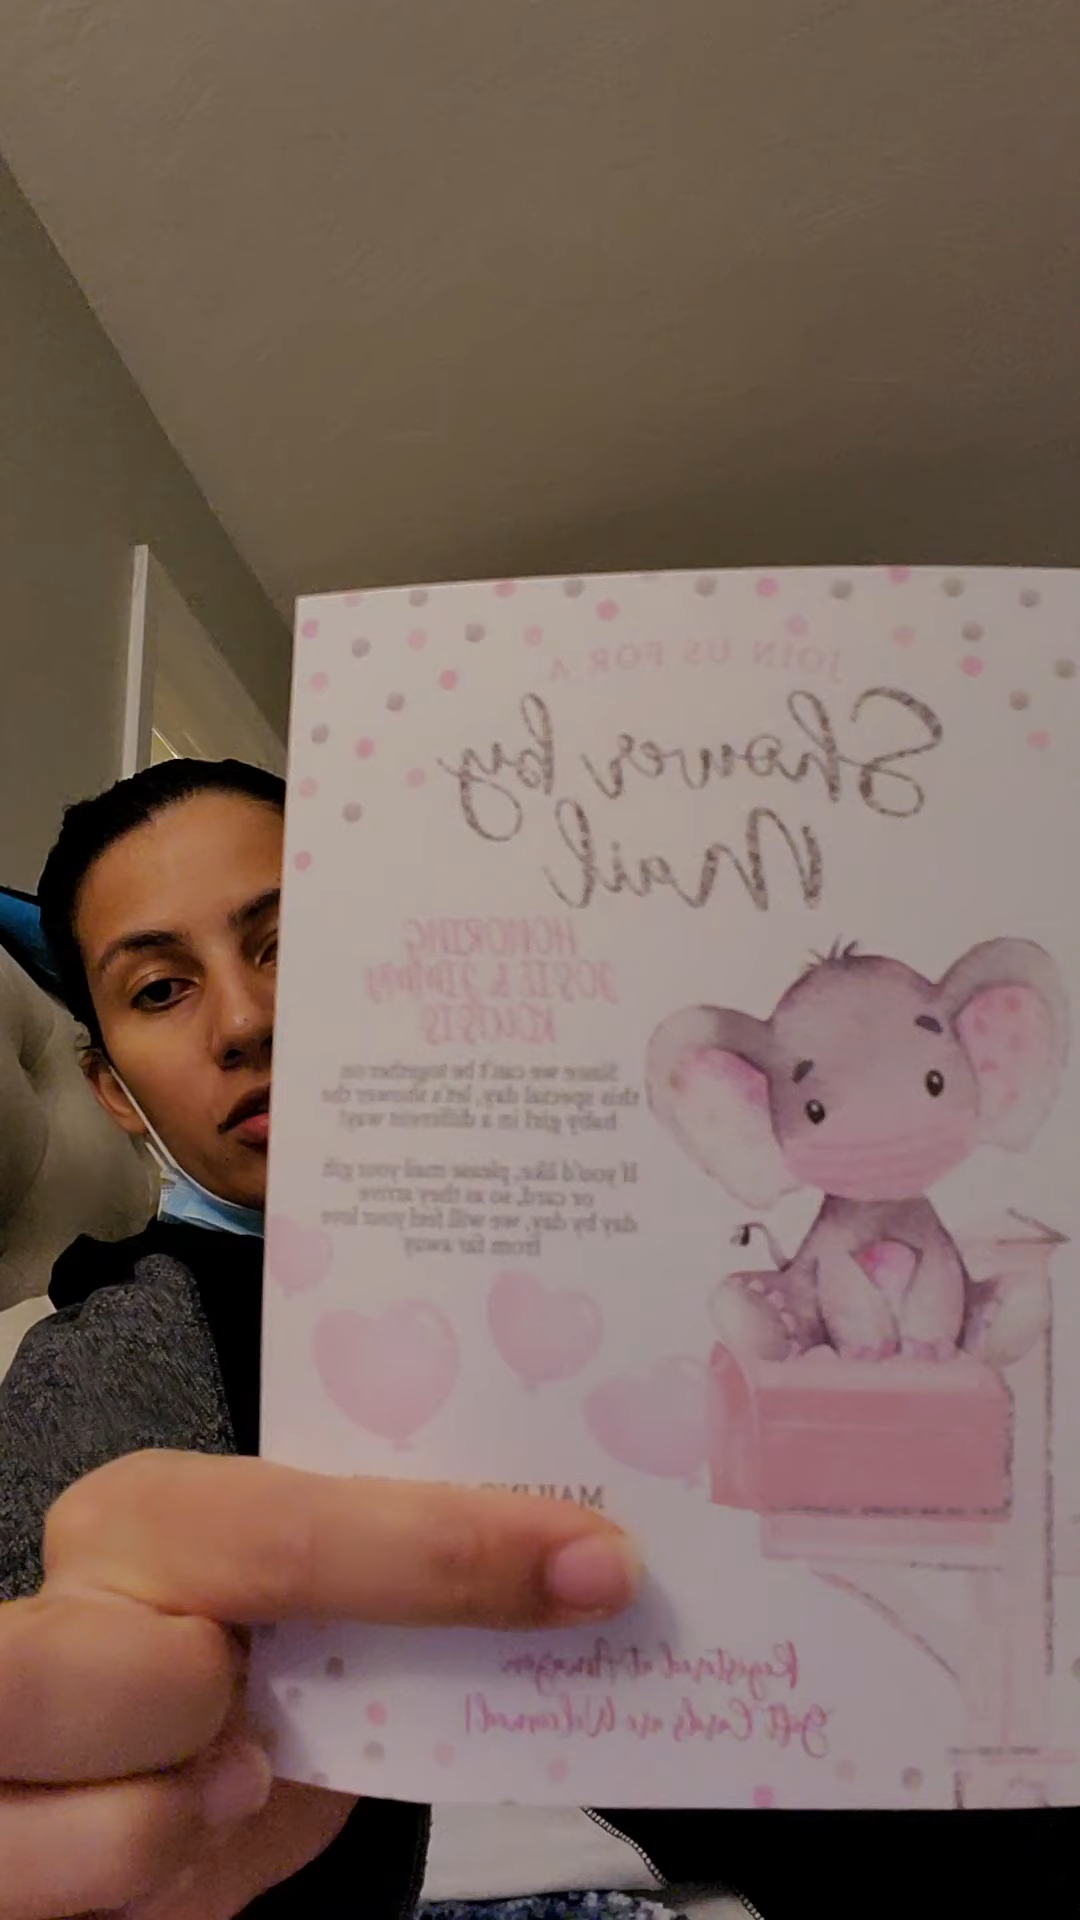 JOIN US FOR A
Shower by
Mail
HONORING
JOSIE & JIMMY
Since we can't be together on
this special day, let's shower the
baby girl in a different way!
If you'd like, please mail your gift
or card, so as they arrive
day by day, we will feel your love
from far away
Registered at Amazon
Gift Cards are Welcomed!